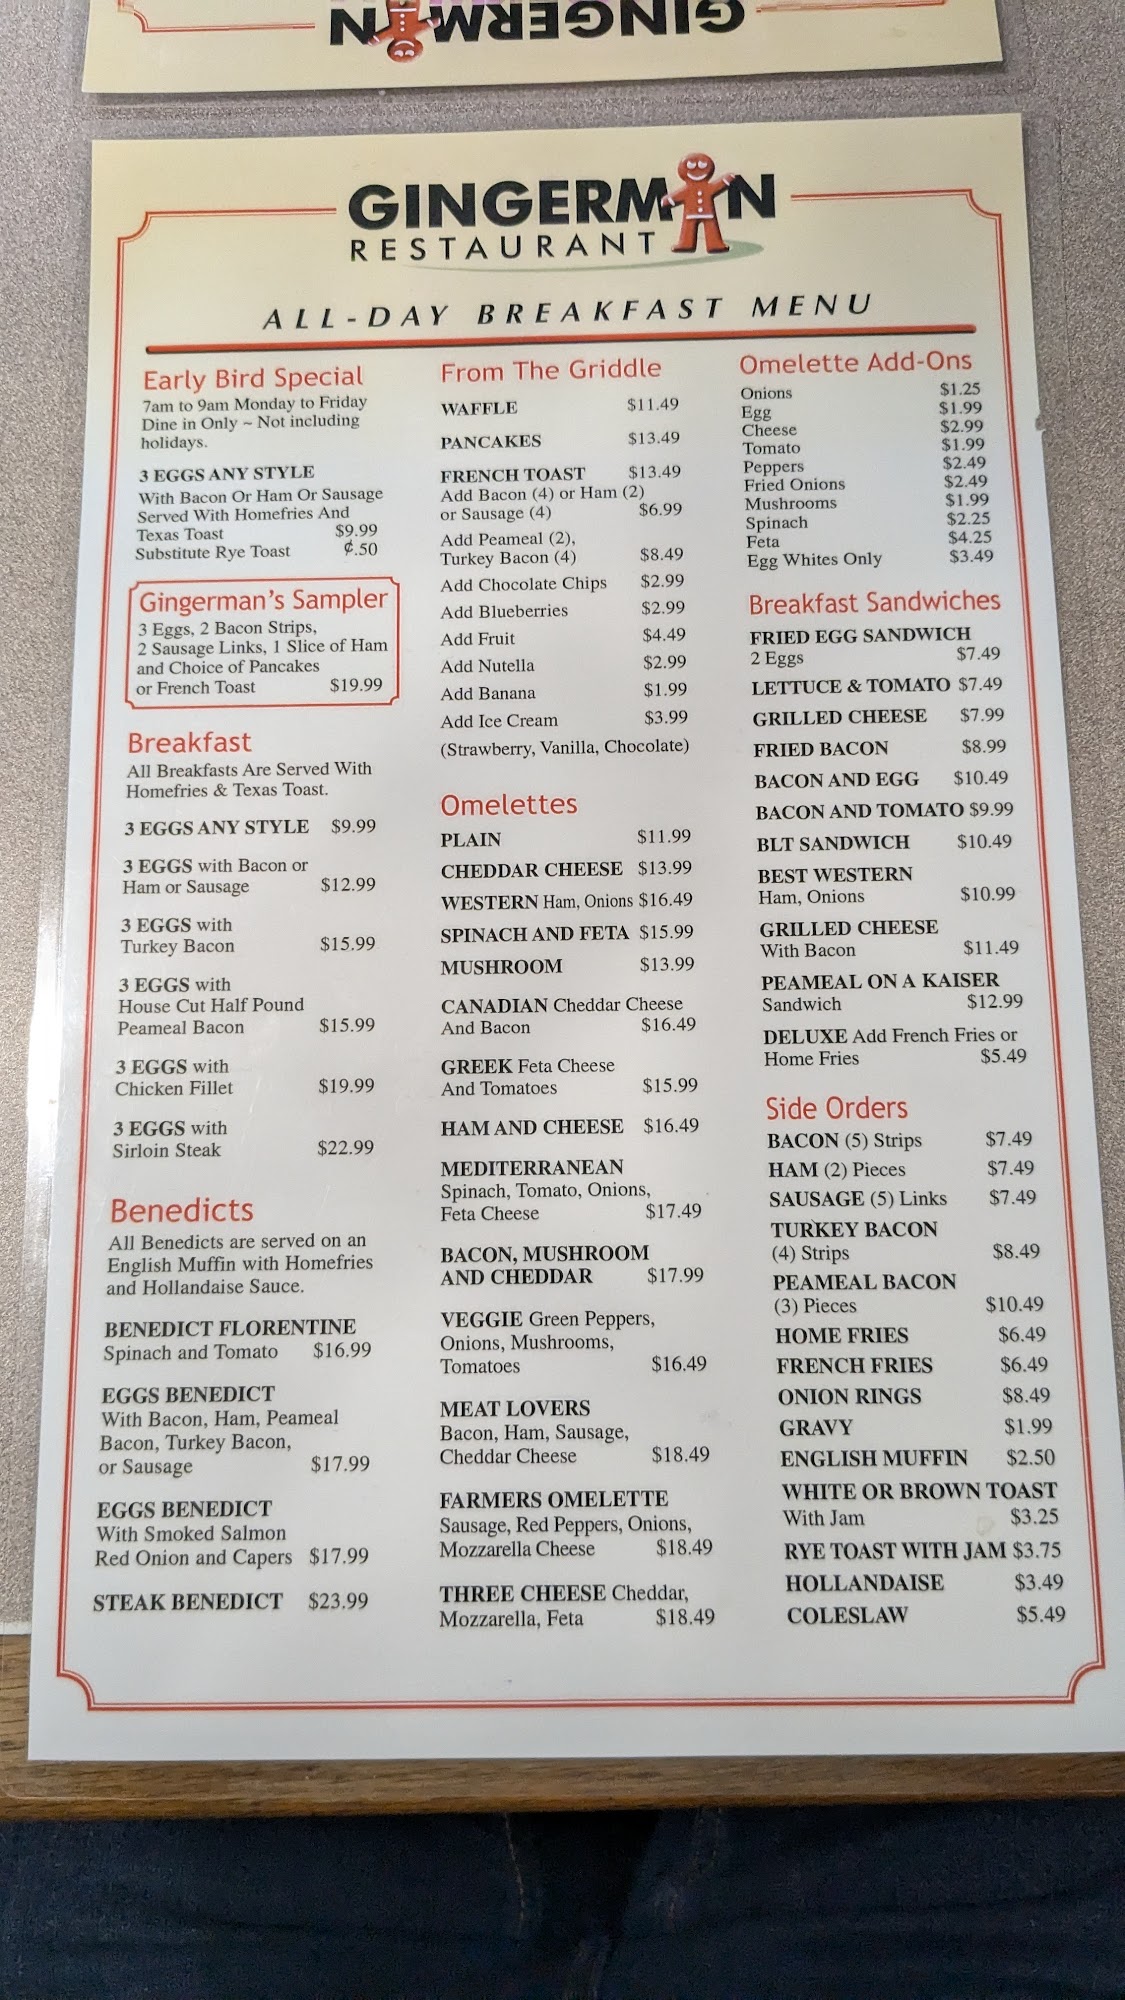 GINGERMAN
GINGERMAN
RESTAURANT
ALL-DAY BREAKFAST MENU
Early Bird Special
7am to 9am Monday to Friday
Dine in Only ~ Not including
holidays.
3 EGGS ANY STYLE
With Bacon Or Ham Or Sausage
Served With Homefries And
Texas Toast $9.99
Substitute Rye Toast ¢.50
Gingerman's Sampler
3 Eggs, 2 Bacon Strips,
2 Sausage Links, 1 Slice of Ham
and Choice of Pancakes
or French Toast $19.99
Breakfast
All Breakfasts Are Served With
Homefries & Texas Toast.
3 EGGS ANY STYLE $9.99
3 EGGS with Bacon or
Ham or Sausage $12.99
3 EGGS with
Turkey Bacon $15.99
3 EGGS with
House Cut Half Pound
Peameal Bacon $15.99
3 EGGS with
Chicken Fillet $19.99
3 EGGS with
Sirloin Steak $22.99
Benedicts
All Benedicts are served on an
English Muffin with Homefries
and Hollandaise Sauce.
BENEDICT FLORENTINE
Spinach and Tomato $16.99
EGGS BENEDICT
With Bacon, Ham, Peameal
Bacon, Turkey Bacon,
or Sausage $17.99
EGGS BENEDICT
With Smoked Salmon
Red Onion and Capers $17.99
STEAK BENEDICT $23.99
From The Griddle
WAFFLE $11.49
PANCAKES $13.49
FRENCH TOAST $13.49
Add Bacon (4) or Ham (2)
or Sausage (4) $6.99
Add Peameal (2),
Turkey Bacon (4) $8.49
Add Chocolate Chips $2.99
Add Blueberries $2.99
Add Fruit $4.49
Add Nutella $2.99
Add Banana $1.99
Add Ice Cream $3.99
(Strawberry, Vanilla, Chocolate)
Omelettes
PLAIN $11.99
CHEDDAR CHEESE $13.99
WESTERN Ham, Onions $16.49
SPINACH AND FETA $15.99
MUSHROOM $13.99
CANADIAN Cheddar Cheese
And Bacon $16.49
GREEK Feta Cheese
And Tomatoes $15.99
HAM AND CHEESE $16.49
MEDITERRANEAN
Spinach, Tomato, Onions,
Feta Cheese $17.49
BACON, MUSHROOM
AND CHEDDAR $17.99
VEGGIE Green Peppers,
Onions, Mushrooms,
Tomatoes $16.49
MEAT LOVERS
Bacon, Ham, Sausage,
Cheddar Cheese $18.49
FARMERS OMELETTE
Sausage, Red Peppers, Onions,
Mozzarella Cheese $18.49
THREE CHEESE Cheddar,
Mozzarella, Feta $18.49
Omelette Add-Ons
Onions $1.25
Egg $1.99
Cheese $2.99
Tomato $1.99
Peppers $2.49
Fried Onions $2.49
Mushrooms $1.99
Spinach $2.25
Feta $4.25
Egg Whites Only $3.49
Breakfast Sandwiches
FRIED EGG SANDWICH
2 Eggs $7.49
LETTUCE & TOMATO $7.49
GRILLED CHEESE $7.99
FRIED BACON $8.99
BACON AND EGG $10.49
BACON AND TOMATO $9.99
BLT SANDWICH $10.49
BEST WESTERN
Ham, Onions $10.99
GRILLED CHEESE
With Bacon $11.49
PEAMEAL ON A KAISER
Sandwich $12.99
DELUXE Add French Fries or
Home Fries $5.49
Side Orders
BACON (5) Strips $7.49
HAM (2) Pieces $7.49
SAUSAGE (5) Links $7.49
TURKEY BACON
(4) Strips $8.49
PEAMEAL BACON
(3) Pieces $10.49
HOME FRIES $6.49
FRENCH FRIES $6.49
ONION RINGS $8.49
GRAVY $1.99
ENGLISH MUFFIN $2.50
WHITE OR BROWN TOAST
With Jam $3.25
RYE TOAST WITH JAM $3.75
HOLLANDAISE $3.49
COLESLAW $5.49